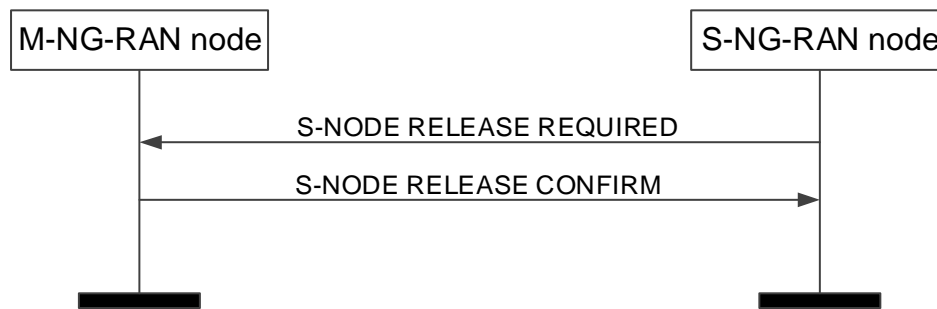 M-NG-RAN node
S-NG-RAN node
S-NODE RELEASE REQUIRED
S-NODE RELEASE CONFIRM